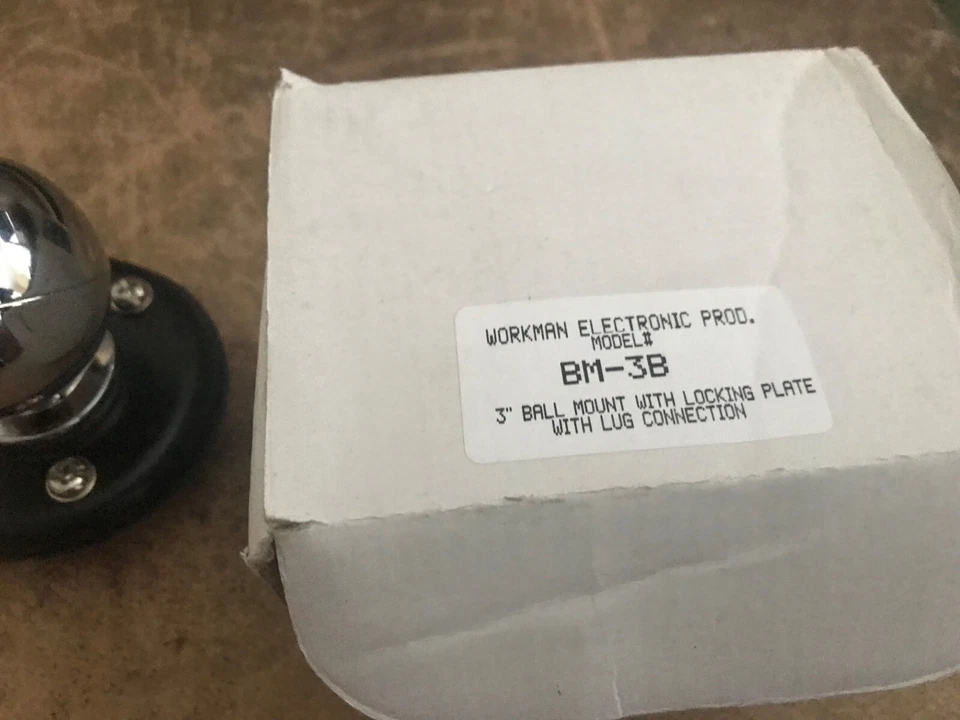 WORKMAN ELECTRONIC PROD.
MODEL#
BM-3B
3" BALL MOUNT WITH LOCKING PLATE
WITH LUG CONNECTION